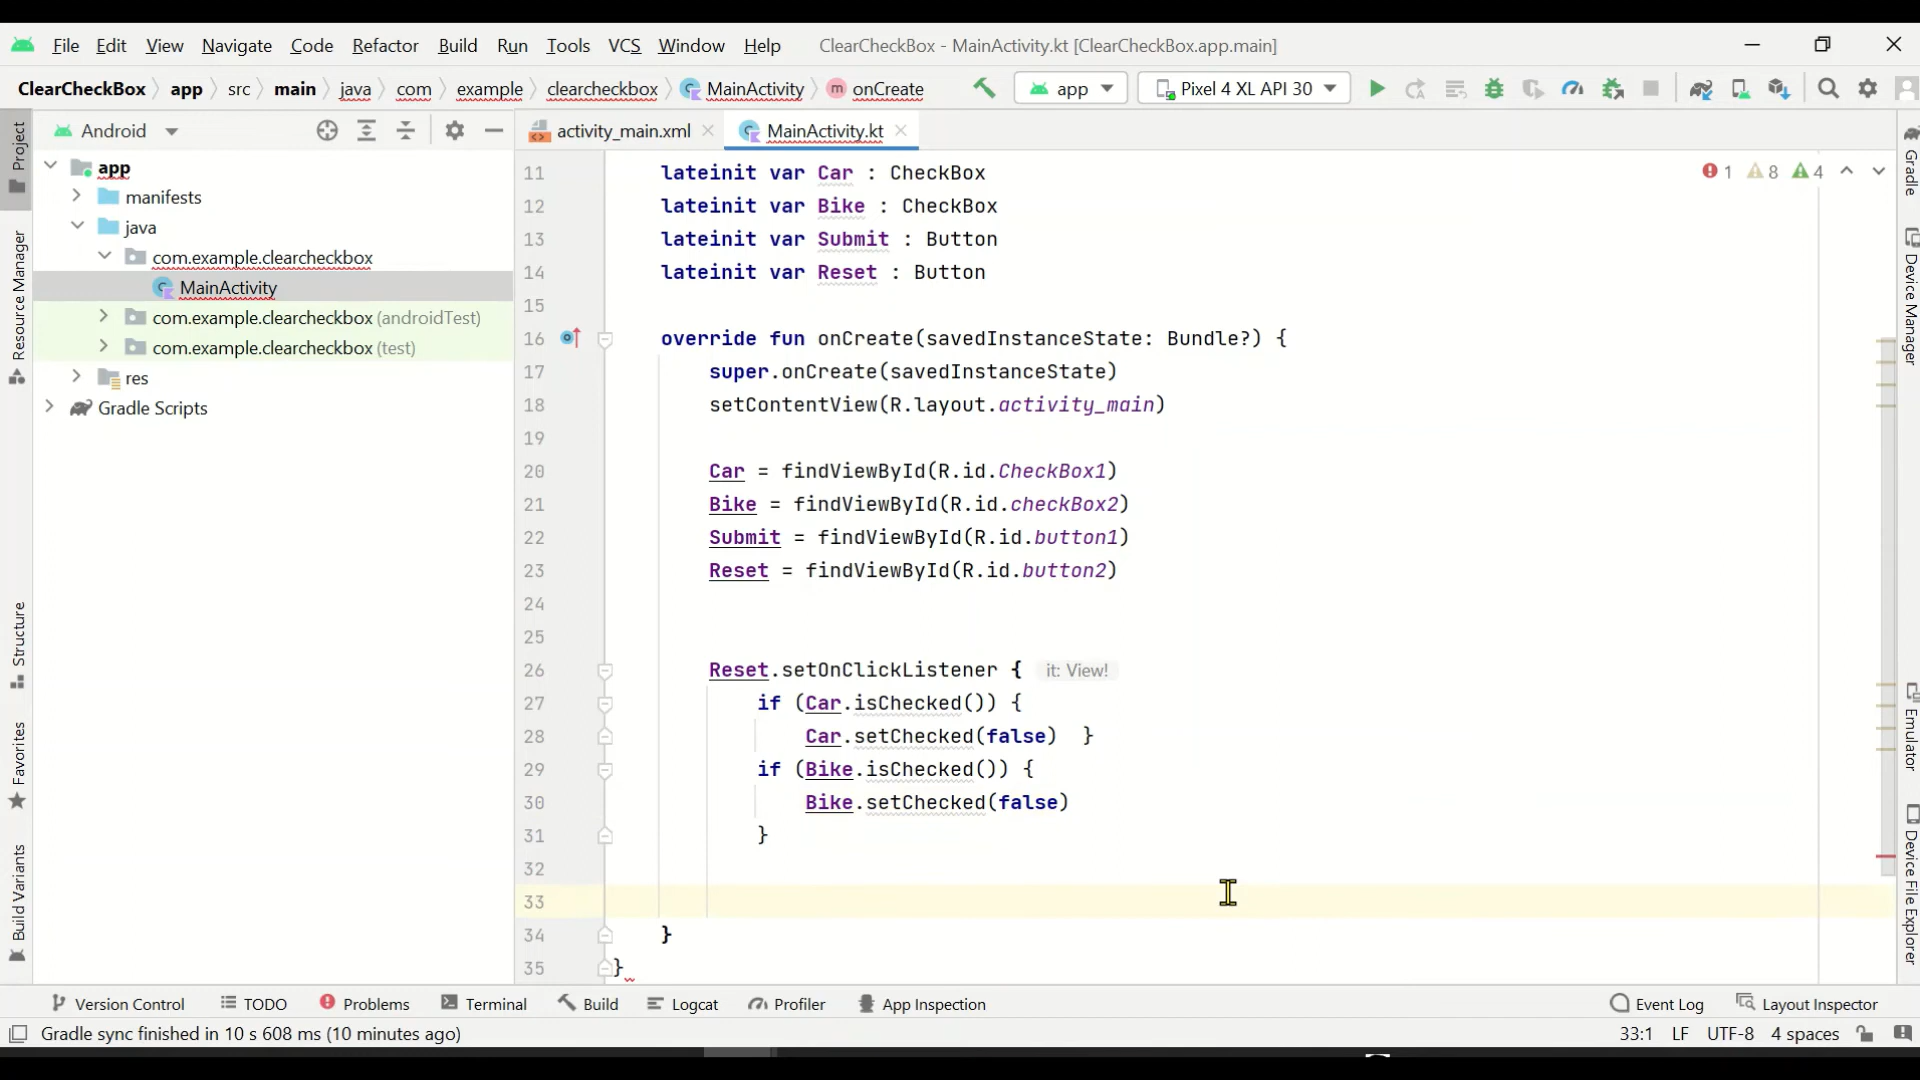 File Edit View Navigate Code Refactor Build Run Tools VCS Window Help ClearCheckBox - MainActivity.kt [ClearCheckBox.app.main]
ClearCheckBox app src main java com example clearcheckbox MainActivity onCreate app Pixel 4 XL API 30
Android
activity_main.xml MainActivity.kt
app
manifests
java
com.example.clearcheckbox
MainActivity
com.example.clearcheckbox (androidTest)
com.example.clearcheckbox (test)
res
Gradle Scripts
Project
Resource Manager
Structure
Favorites
Build Variants
1 8 4
11 lateinit var Car : CheckBox
12 lateinit var Bike : CheckBox
13 lateinit var Submit : Button
14 lateinit var Reset : Button
15
16 override fun onCreate(savedInstanceState: Bundle?) {
17 super.onCreate(savedInstanceState)
18 setContentView(R.layout.activity_main)
19
20 Car = findViewById(R.id.CheckBox1)
21 Bike = findViewById(R.id.checkBox2)
22 Submit = findViewById(R.id.button1)
23 Reset = findViewById(R.id.button2)
24
25
26 Reset.setOnClickListener { it: View!
27 if (Car.isChecked()) {
28 Car.setChecked(false) }
29 if (Bike.isChecked()) {
30 Bike.setChecked(false)
31 }
32
33
34 }
35 }
Gradle
Device Manager
Emulator
Device File Explorer
Version Control TODO Problems Terminal Build Logcat Profiler App Inspection Event Log Layout Inspector
Gradle sync finished in 10 s 608 ms (10 minutes ago) 33:1 LF UTF-8 4 spaces